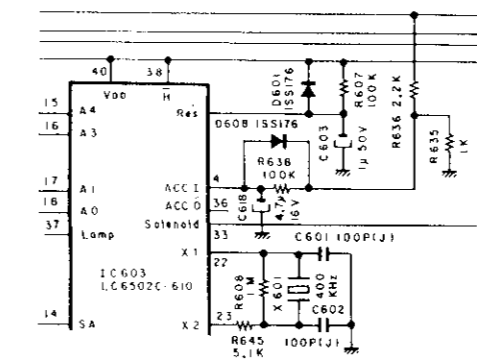 40
38
VDD
H
15
A4
Res
16
A3
D601
1SS176
R607
100K
R636 2.2K
D608 1SS176
C603
1µ 50V
R635
1K
R638
100K
17
A1
ACC I
4
18
A0
ACC O
36
C618
4.7µ
16V
37
Lamp
Solenoid
33
C601 100P(J)
X1
22
IC603
LC6502C-610
R608
1M
X601
400
KHz
C602
14
SA
X2
23
R645
5.1K
100P(J)